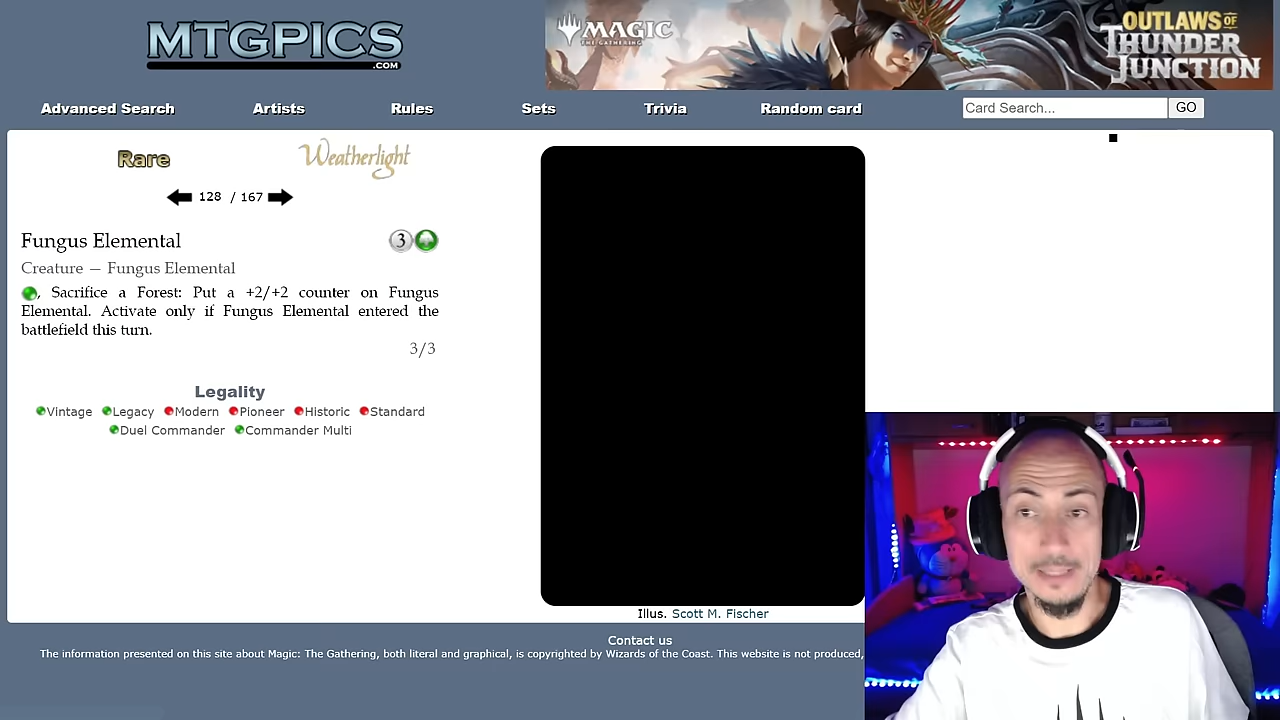 MTGPICS
.COM
MAGIC
THE GATHERING
OUTLAWS OF
THUNDER
JUNCTION
Advanced Search
Artists
Rules
Sets
Trivia
Random card
Card Search...
GO
Rare
Weatherlight
128 / 167
Fungus Elemental
3
Creature — Fungus Elemental
, Sacrifice a Forest: Put a +2/+2 counter on Fungus
Elemental. Activate only if Fungus Elemental entered the
battlefield this turn.
3/3
Legality
Vintage Legacy Modern Pioneer Historic Standard
Duel Commander Commander Multi
Illus. Scott M. Fischer
Contact us
The information presented on this site about Magic: The Gathering, both literal and graphical, is copyrighted by Wizards of the Coast. This website is not produced,